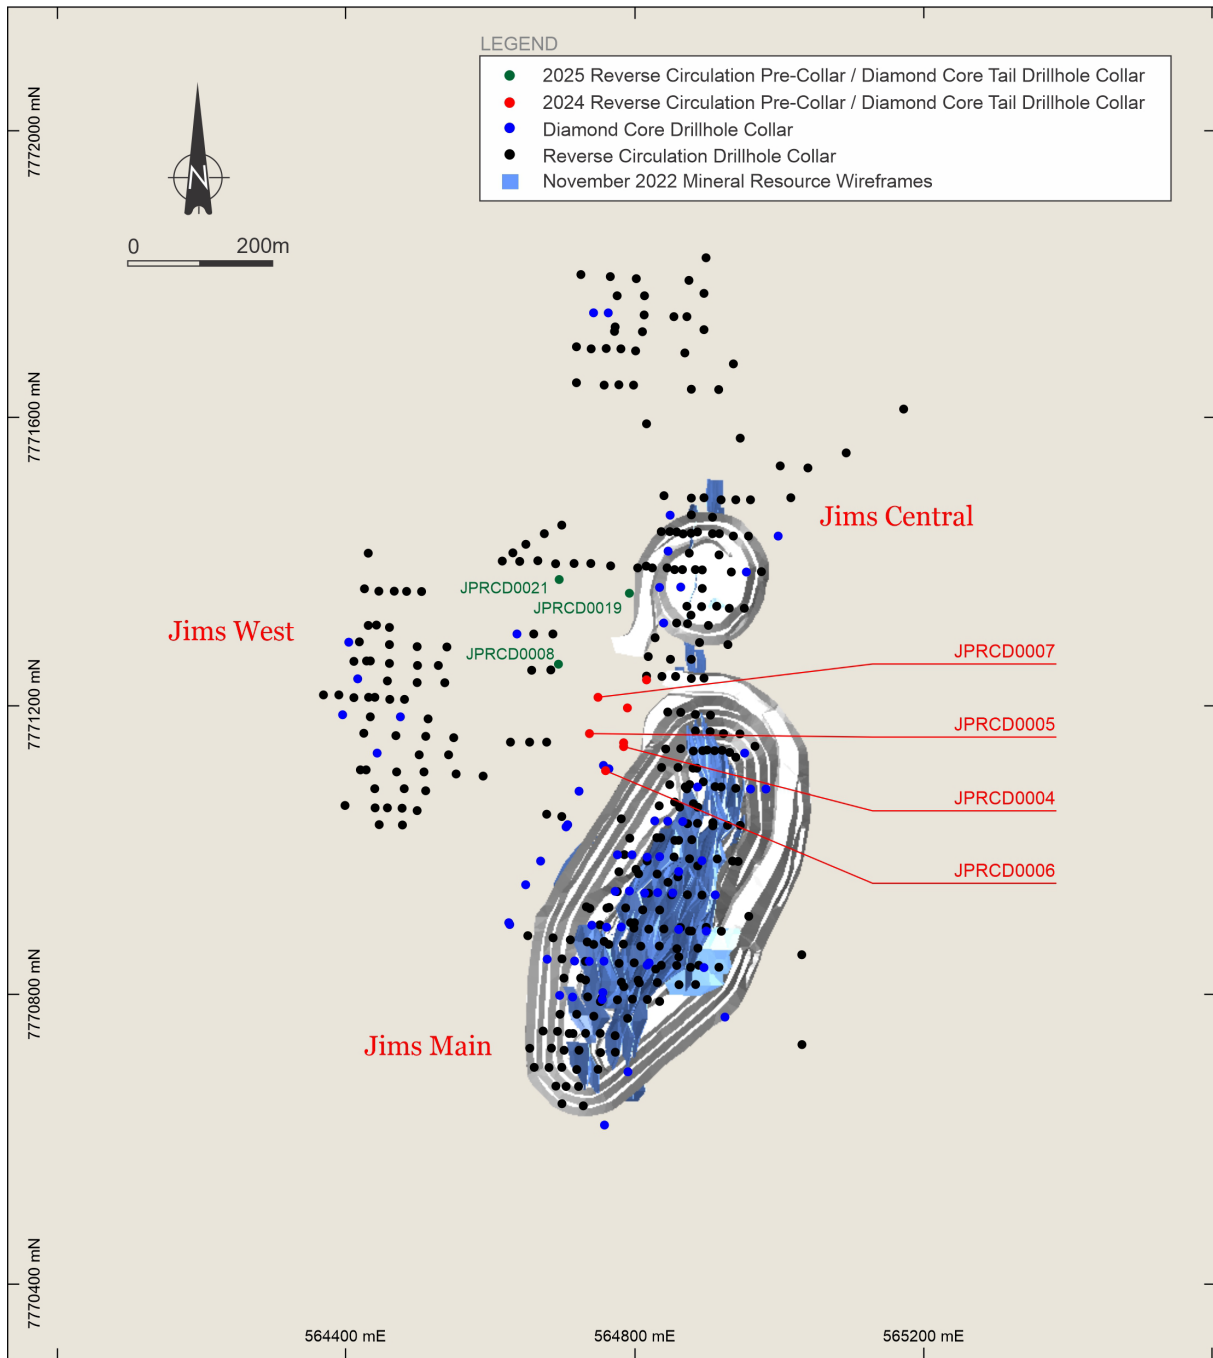 LEGEND
2025 Reverse Circulation Pre-Collar / Diamond Core Tail Drillhole Collar
2024 Reverse Circulation Pre-Collar / Diamond Core Tail Drillhole Collar
Diamond Core Drillhole Collar
Reverse Circulation Drillhole Collar
November 2022 Mineral Resource Wireframes
7772000 mN
N
0 200m
7771600 mN
Jims Central
JPRCD0021
JPRCD0019
Jims West
JPRCD0008
JPRCD0007
7771200 mN
JPRCD0005
JPRCD0004
JPRCD0006
7770800 mN
Jims Main
7770400 mN
564400 mE 564800 mE 565200 mE